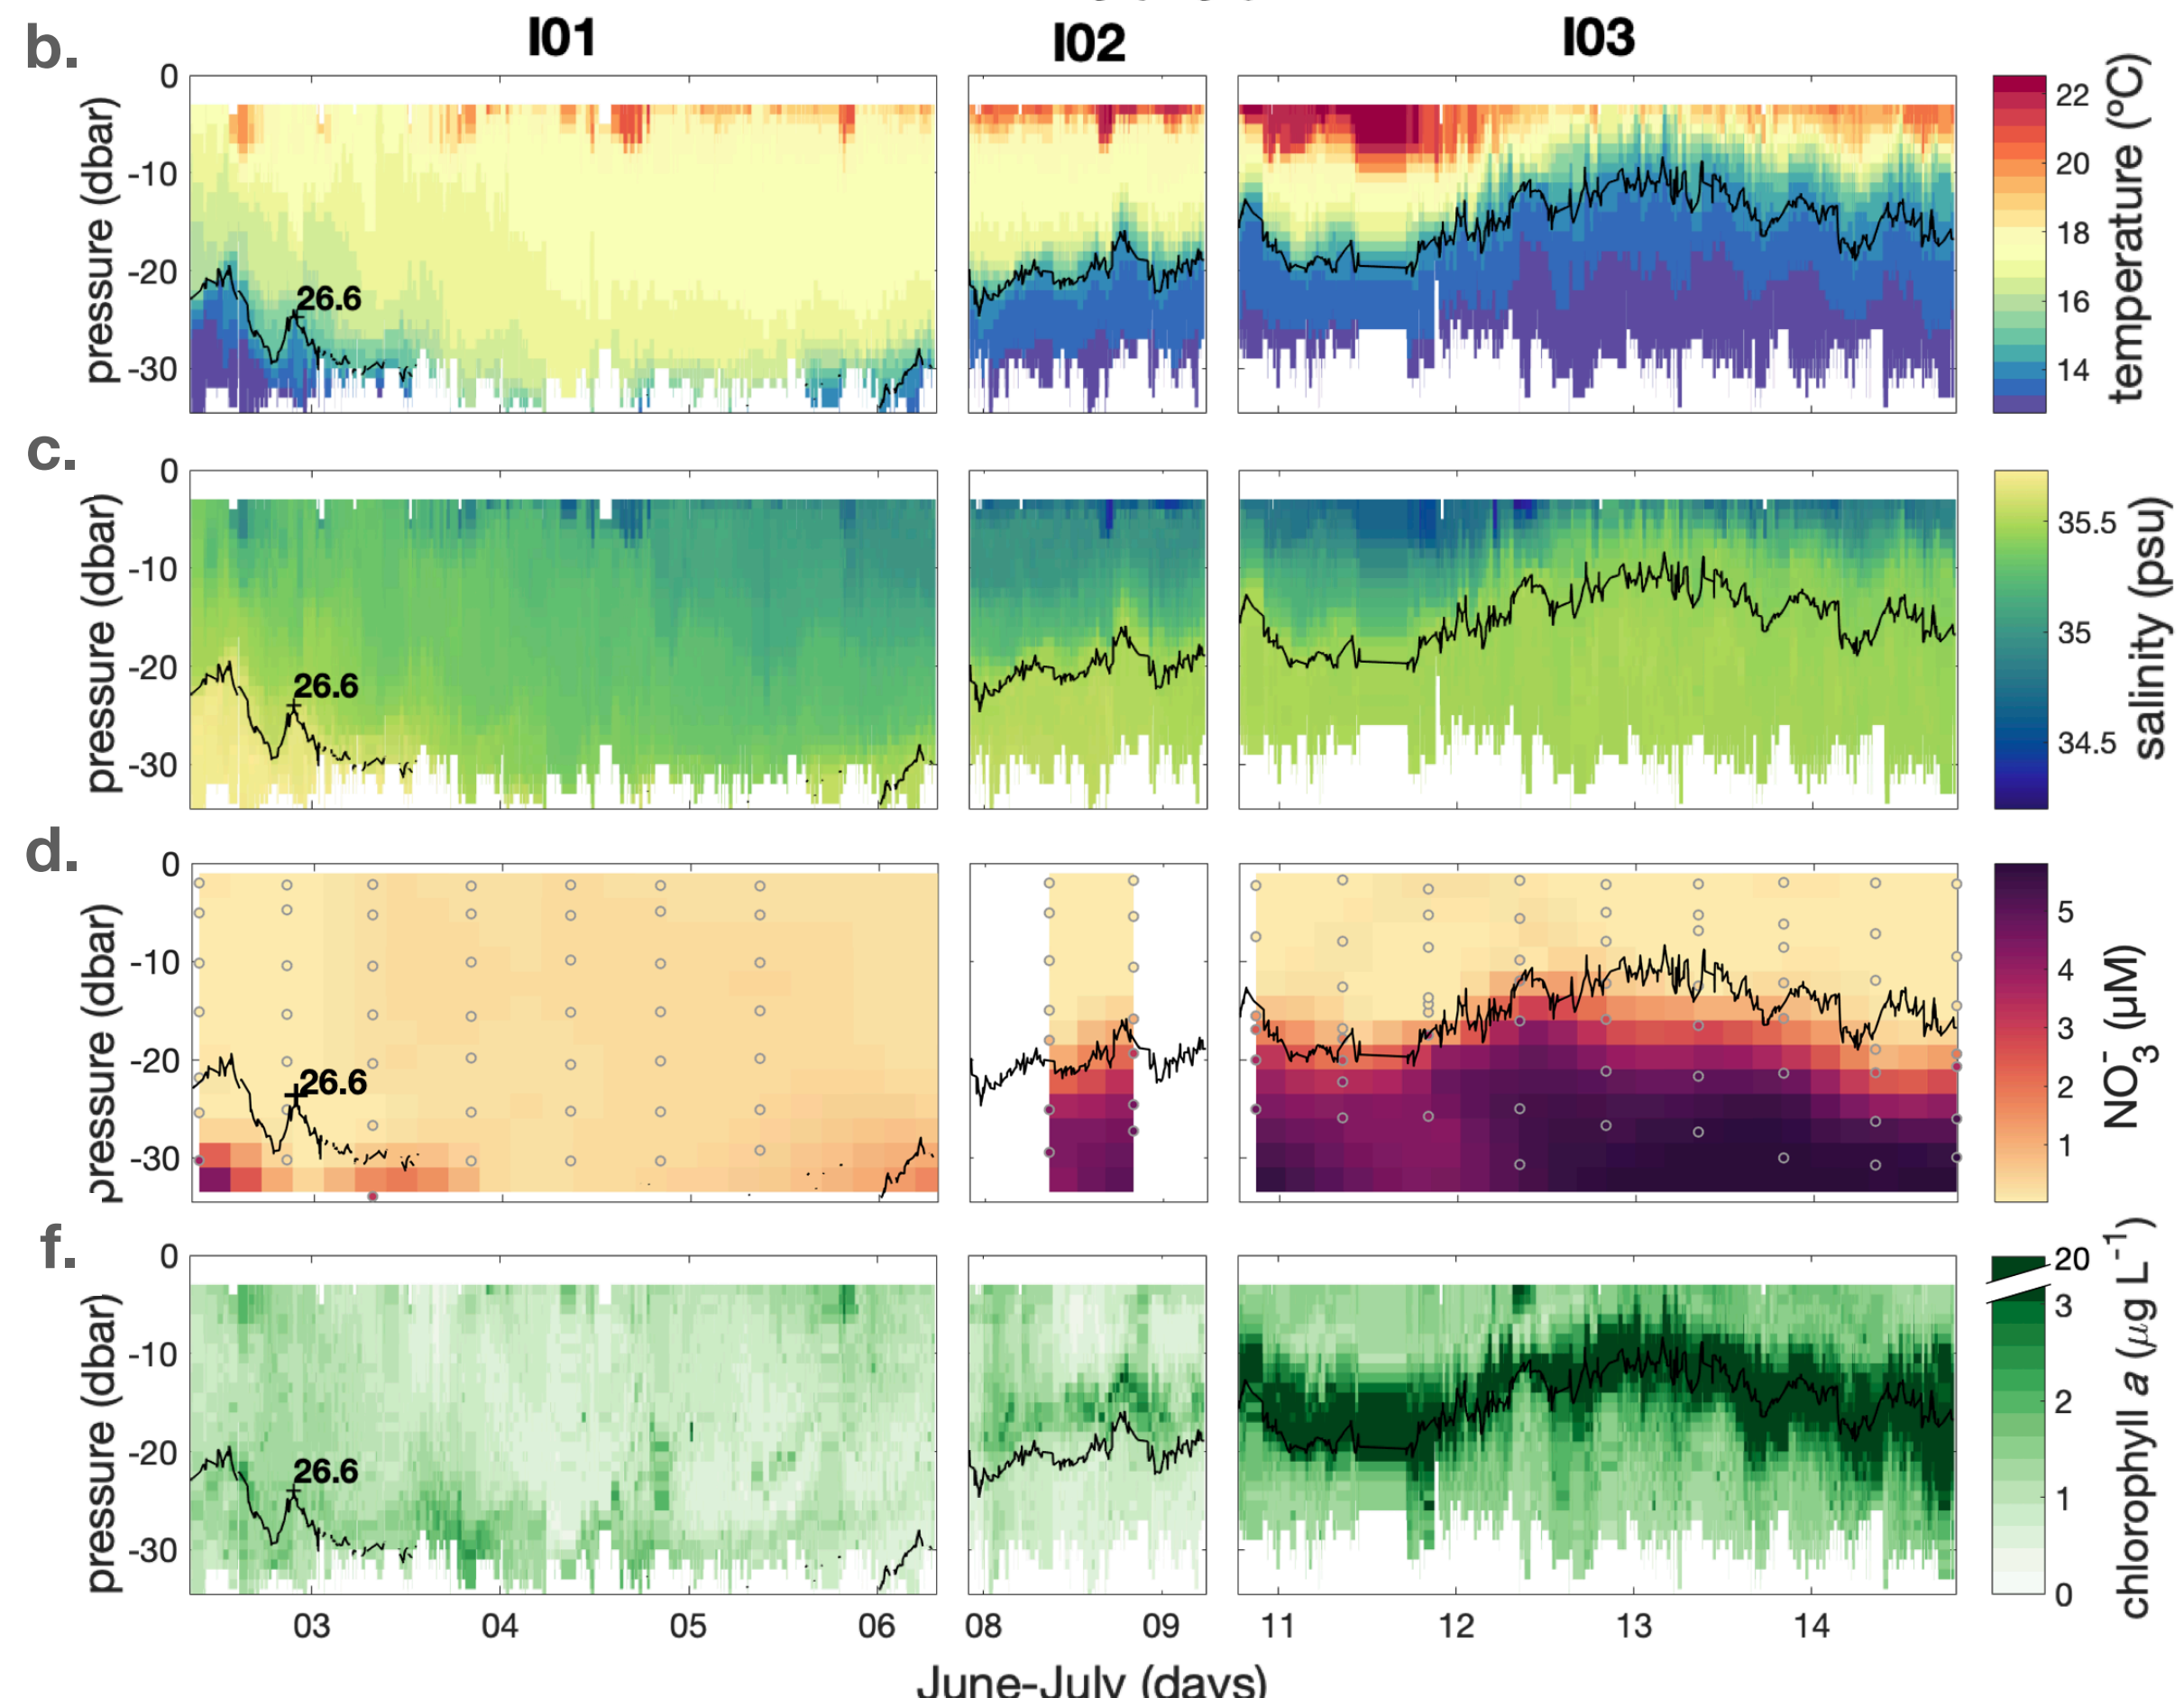 I01 I02 I03
b.
0
-10
-20
-30
pressure (dbar)
26.6
22
20
18
16
14
temperature (ºC)
c.
0
-10
-20
-30
pressure (dbar)
26.6
35.5
35
34.5
salinity (psu)
d.
0
-10
-20
-30
pressure (dbar)
26.6
5
4
3
2
1
NO3- (µM)
f.
0
-10
-20
-30
pressure (dbar)
26.6
20
3
2
1
0
chlorophyll a (µg L-1)
03 04 05 06 08 09 11 12 13 14
June-July (days)